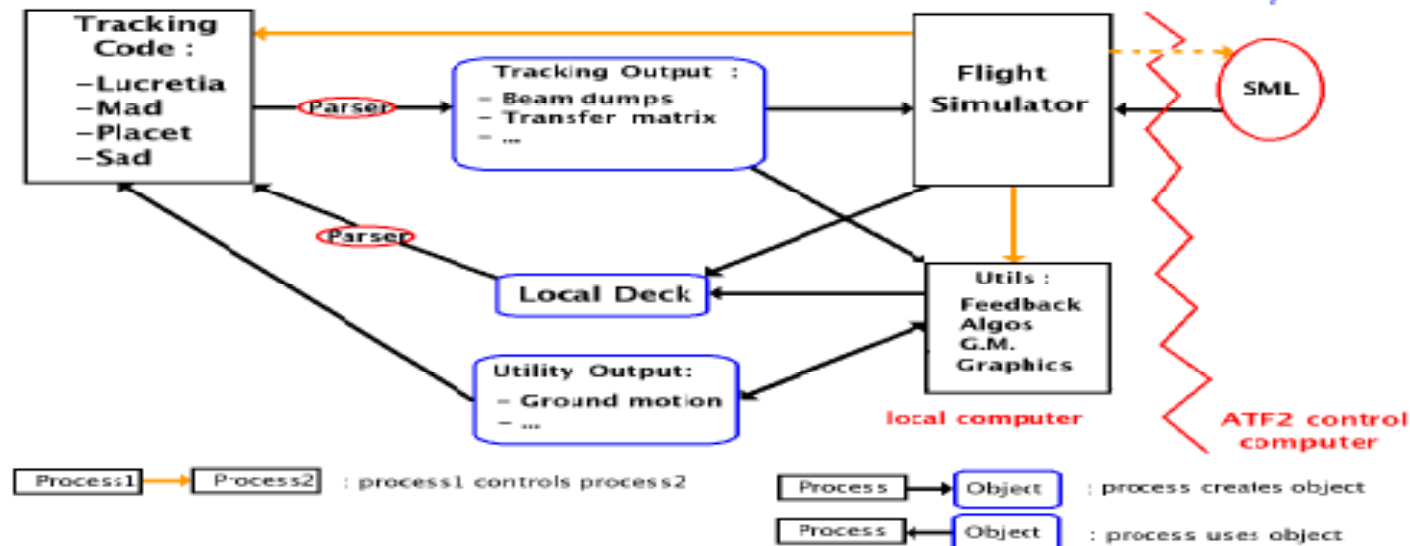 Tracking
Code :
-Lucretia
-Mad
-Placet
-Sad
Parser
Tracking Output :
- Beam dumps
- Transfer matrix
- ...
Flight
Simulator
SML
Parser
Local Deck
Utils :
Feedback
Algos
G.M.
Graphics
Utility Output:
- Ground motion
- ...
local computer
ATF2 control
computer
Process1
Process2
: process1 controls process2
Process
Object
: process creates object
Process
Object
: process uses object